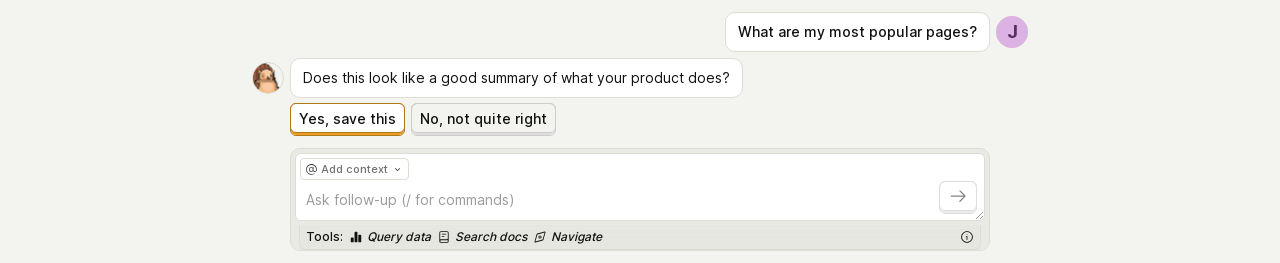 What are my most popular pages?
J
Does this look like a good summary of what your product does?
Yes, save this
No, not quite right
@ Add context
Ask follow-up (/ for commands)
Tools: Query data Search docs Navigate